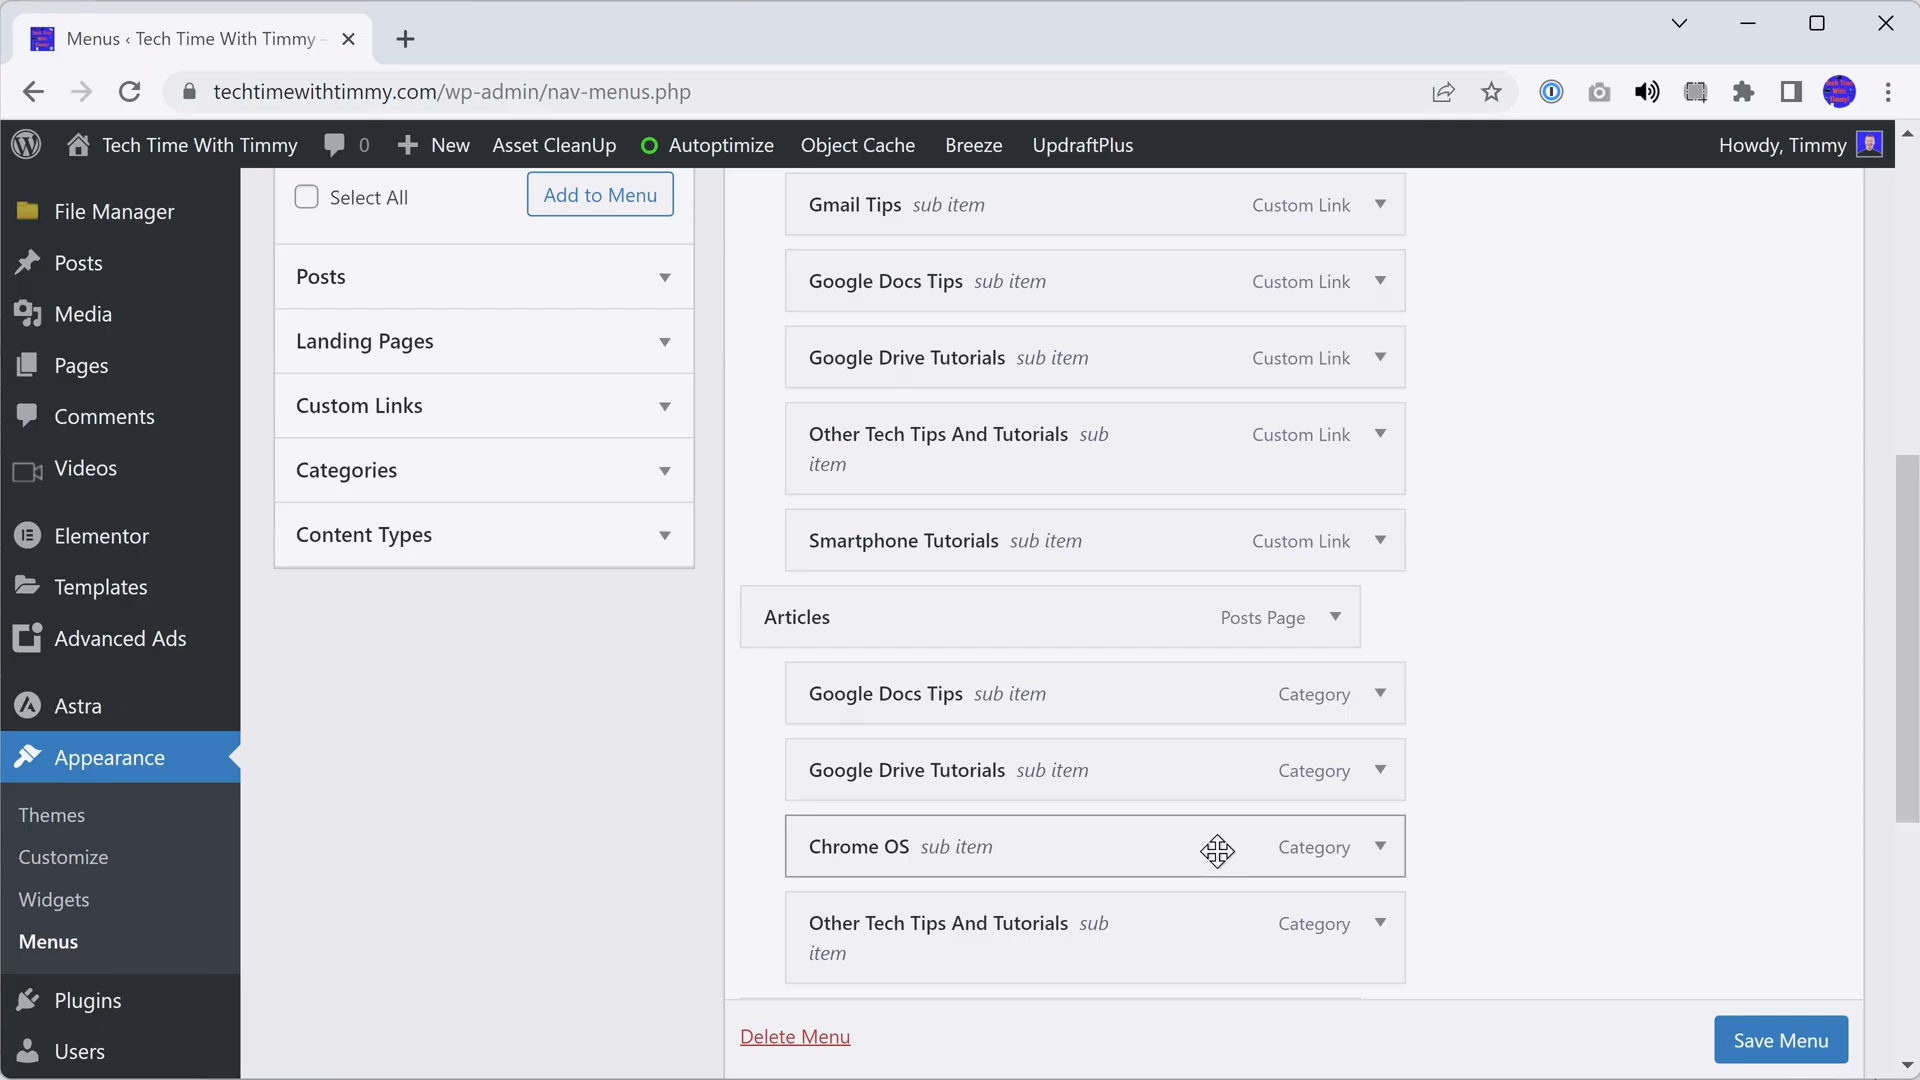 Menus ‹ Tech Time With Timmy –
techtimewithtimmy.com/wp-admin/nav-menus.php
Tech Time With Timmy
0
New
Asset CleanUp
Autoptimize
Object Cache
Breeze
UpdraftPlus
Howdy, Timmy
File Manager
Posts
Media
Pages
Comments
Videos
Elementor
Templates
Advanced Ads
Astra
Appearance
Themes
Customize
Widgets
Menus
Plugins
Users
Select All
Add to Menu
Posts
Landing Pages
Custom Links
Categories
Content Types
Gmail Tips sub item Custom Link
Google Docs Tips sub item Custom Link
Google Drive Tutorials sub item Custom Link
Other Tech Tips And Tutorials sub Custom Link
item
Smartphone Tutorials sub item Custom Link
Articles Posts Page
Google Docs Tips sub item Category
Google Drive Tutorials sub item Category
Chrome OS sub item Category
Other Tech Tips And Tutorials sub Category
item
Delete Menu
Save Menu